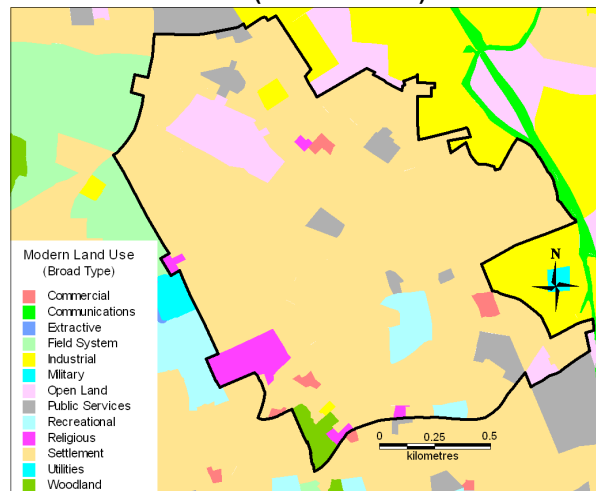 Modern Land Use
(Broad Type)
Commercial
Communications
Extractive
Field System
Industrial
Military
Open Land
Public Services
Recreational
Religious
Settlement
Utilities
Woodland
N
0 0.25 0.5
kilometres